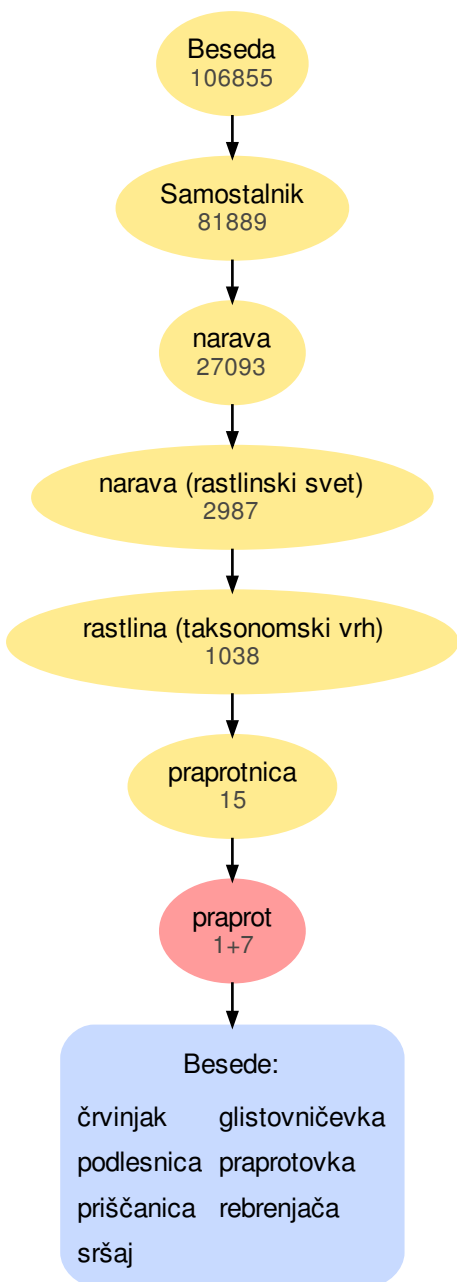 Beseda
106855
Samostalnik
81889
narava
27093
narava (rastlinski svet)
2987
rastlina (taksonomski vrh)
1038
praprotnica
15
praprot
1+7
Besede:
črvinjak glistovničevka
podlesnica praprotovka
priščanica rebrenjača
sršaj